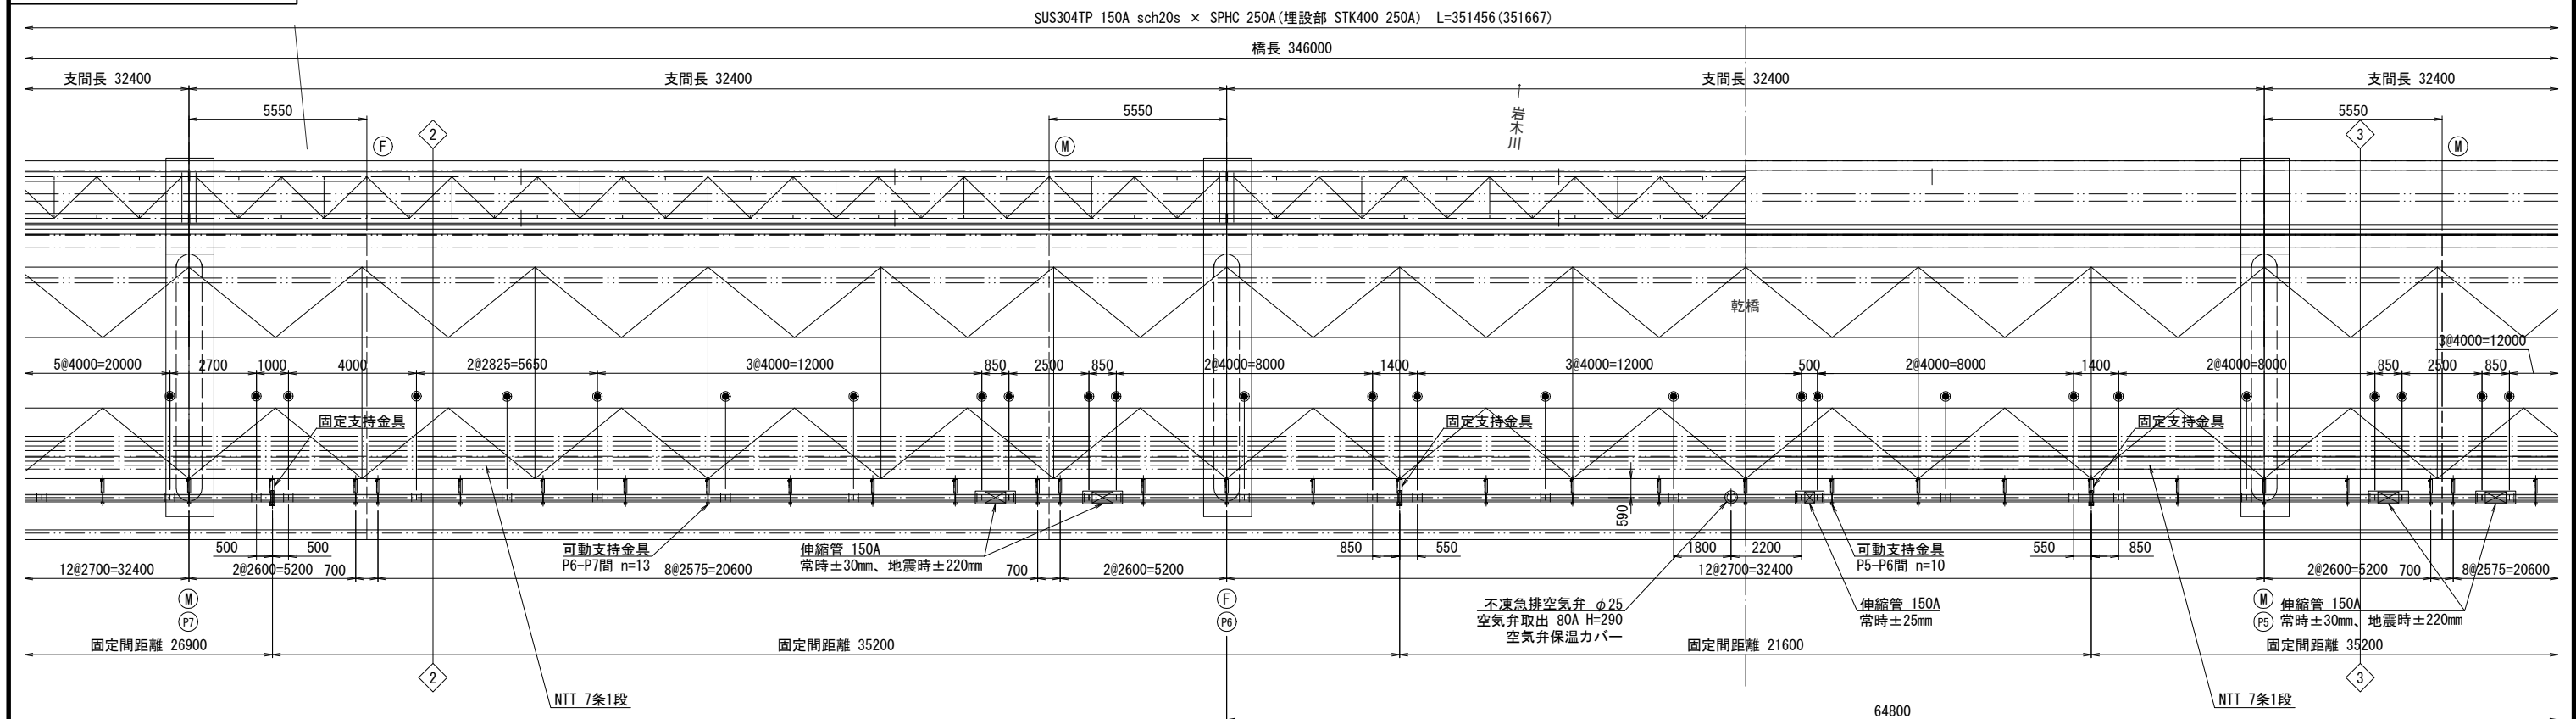 SUS304TP 150A sch20s × SPHC 250A(埋設部 STK400 250A) L=351456(351667)
橋長 346000
支間長 32400
支間長 32400
支間長 32400
支間長 32400
5550
5550
5550
岩木川
2
F
M
3
M
乾橋
5@4000=20000
2700
1000
4000
2@2825=5650
3@4000=12000
850
2500
850
2@4000=8000
1400
3@4000=12000
500
2@4000=8000
1400
2@4000=8000
850
2500
850
3@4000=12000
固定支持金具
固定支持金具
固定支持金具
590
500
500
可動支持金具
P6-P7間 n=13
伸縮管 150A
常時±30mm、地震時±220mm
850
550
1800
2200
可動支持金具
P5-P6間 n=10
550
850
12@2700=32400
2@2600=5200
700
8@2575=20600
700
2@2600=5200
12@2700=32400
2@2600=5200
700
8@2575=20600
M
P7
F
P6
不凍急排空気弁 φ25
空気弁取出 80A H=290
空気弁保温カバー
伸縮管 150A
常時±25mm
M
P5
伸縮管 150A
常時±30mm、地震時±220mm
固定間距離 26900
固定間距離 35200
固定間距離 21600
固定間距離 35200
2
3
NTT 7条1段
NTT 7条1段
64800